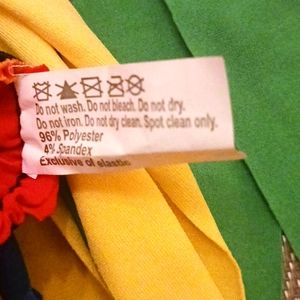 Do not wash. Do not bleach. Do not dry.
Do not iron. Do not dry clean. Spot clean only.
96% Polyester
4% Spandex
Exclusive of elastic